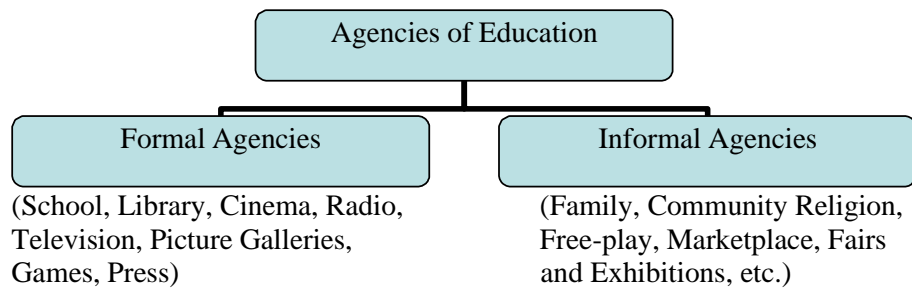 Agencies of Education
Formal Agencies
(School, Library, Cinema, Radio,
Television, Picture Galleries,
Games, Press)
Informal Agencies
(Family, Community Religion,
Free-play, Marketplace, Fairs
and Exhibitions, etc.)